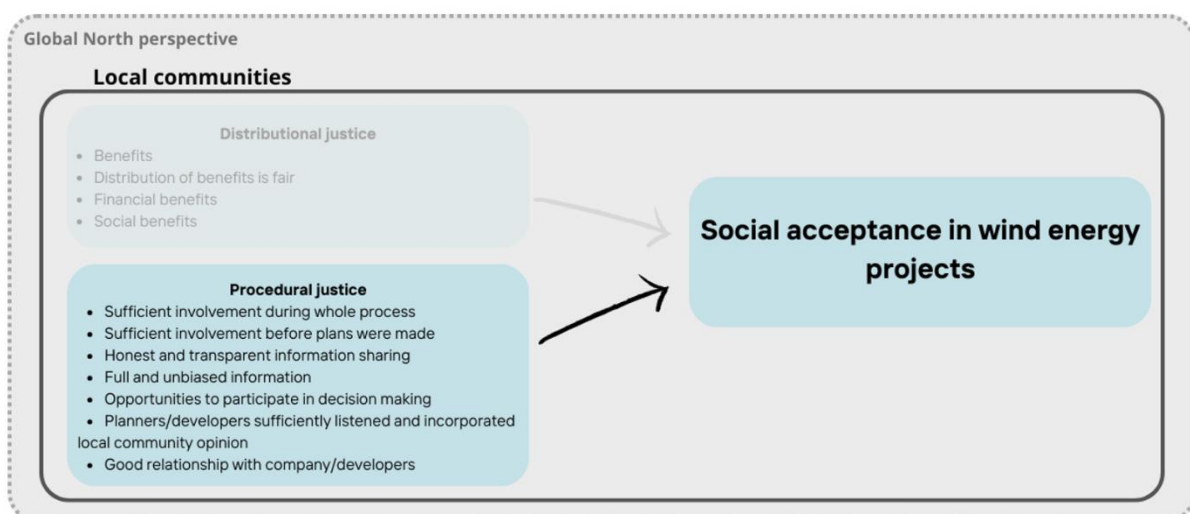 Global North perspective
Local communities
Distributional justice
• Benefits
• Distribution of benefits is fair
• Financial benefits
• Social benefits
Procedural justice
• Sufficient involvement during whole process
• Sufficient involvement before plans were made
• Honest and transparent information sharing
• Full and unbiased information
• Opportunities to participate in decision making
• Planners/developers sufficiently listened and incorporated
local community opinion
• Good relationship with company/developers
Social acceptance in wind energy
projects